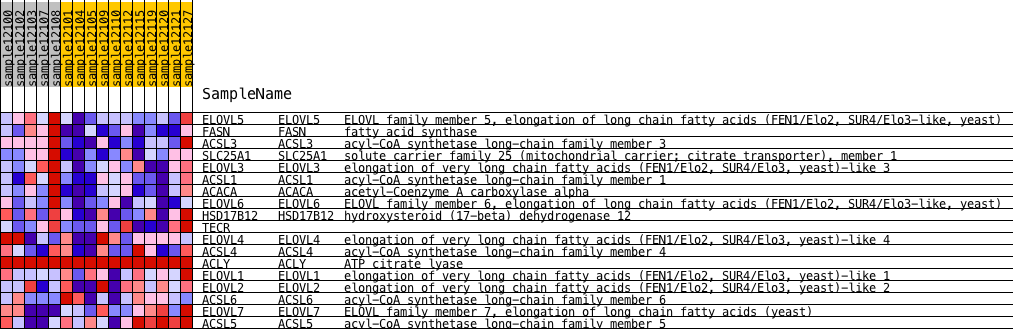 sample12100
sample12102
sample12103
sample12107
sample12108
sample12101
sample12104
sample12105
sample12109
sample12110
sample12112
sample12115
sample12119
sample12120
sample12121
sample12127
SampleName
ELOVL5 ELOVL5 ELOVL family member 5, elongation of long chain fatty acids (FEN1/Elo2, SUR4/Elo3-like, yeast)
FASN FASN fatty acid synthase
ACSL3 ACSL3 acyl-CoA synthetase long-chain family member 3
SLC25A1 SLC25A1 solute carrier family 25 (mitochondrial carrier; citrate transporter), member 1
ELOVL3 ELOVL3 elongation of very long chain fatty acids (FEN1/Elo2, SUR4/Elo3, yeast)-like 3
ACSL1 ACSL1 acyl-CoA synthetase long-chain family member 1
ACACA ACACA acetyl-Coenzyme A carboxylase alpha
ELOVL6 ELOVL6 ELOVL family member 6, elongation of long chain fatty acids (FEN1/Elo2, SUR4/Elo3-like, yeast)
HSD17B12 HSD17B12 hydroxysteroid (17-beta) dehydrogenase 12
TECR
ELOVL4 ELOVL4 elongation of very long chain fatty acids (FEN1/Elo2, SUR4/Elo3, yeast)-like 4
ACSL4 ACSL4 acyl-CoA synthetase long-chain family member 4
ACLY ACLY ATP citrate lyase
ELOVL1 ELOVL1 elongation of very long chain fatty acids (FEN1/Elo2, SUR4/Elo3, yeast)-like 1
ELOVL2 ELOVL2 elongation of very long chain fatty acids (FEN1/Elo2, SUR4/Elo3, yeast)-like 2
ACSL6 ACSL6 acyl-CoA synthetase long-chain family member 6
ELOVL7 ELOVL7 ELOVL family member 7, elongation of long chain fatty acids (yeast)
ACSL5 ACSL5 acyl-CoA synthetase long-chain family member 5